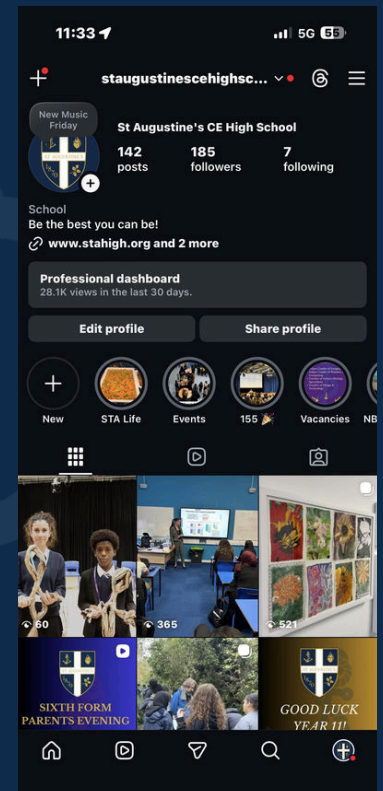 11:33
5G 55
staugustinescehighsc...
New Music
Friday
St Augustine's CE High School
142
185
7
posts
followers
following
School
Be the best you can be!
www.stahigh.org and 2 more
Professional dashboard
28.1K views in the last 30 days.
Edit profile
Share profile
New
STA Life
Events
155 🎉
Vacancies
NB
60
365
521
SIXTH FORM
PARENTS EVENING
GOOD LUCK
YEAR 11!